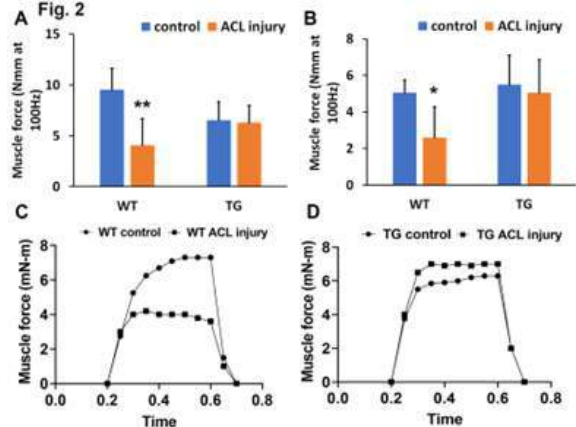 Fig. 2
A
control ACL injury
Muscle force (Nmm at
100Hz)
15
10
5
0
**
WT TG
B
control ACL injury
Muscle force (Nmm at
100Hz)
8
6
4
2
0
*
WT TG
C
WT control WT ACL injury
Muscle force (mN-m)
8
6
4
2
0
0.0 0.2 0.4 0.6 0.8
Time
D
TG control TG ACL injury
Muscle force (mN-m)
8
6
4
2
0
0.0 0.2 0.4 0.6 0.8
Time